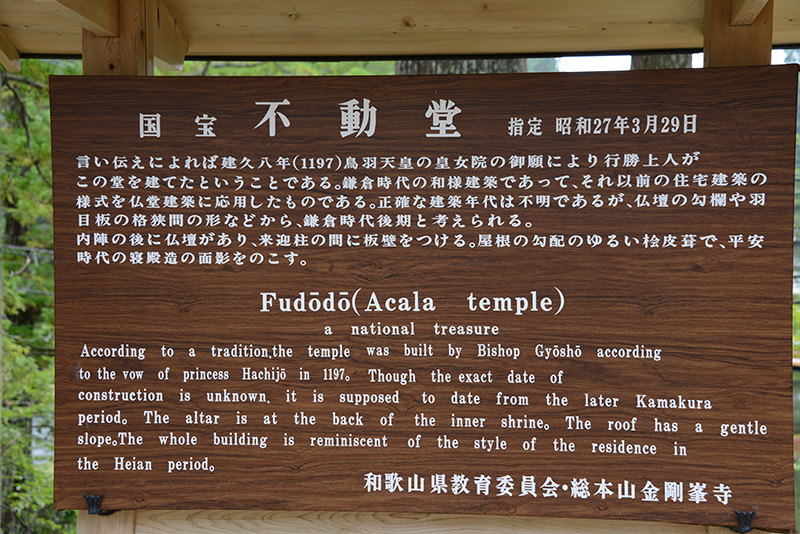 国宝 不動堂 指定 昭和27年3月29日
言い伝えによれば建久八年(1197)鳥羽天皇の皇女院の御願により行勝上人が
この堂を建てたということである。鎌倉時代の和様建築であって、それ以前の住宅建築の
様式を仏堂建築に応用したものである。正確な建築年代は不明であるが、仏壇の勾欄や羽
目板の格狭間の形などから、鎌倉時代後期と考えられる。
内陣の後に仏壇があり、来迎柱の間に板壁をつける。屋根の勾配のゆるい桧皮葺で、平安
時代の寝殿造の面影をのこす。
Fudōdō(Acala temple)
a national treasure
According to a tradition,the temple was built by Bishop Gyōshō according
to the vow of princess Hachijō in 1197。 Though the exact date of
construction is unknown, it is supposed to date from the later Kamakura
period。 The altar is at the back of the inner shrine。 The roof has a gentle
slope。The whole building is reminiscent of the style of the residence in
the Heian period。
和歌山県教育委員会・総本山金剛峯寺